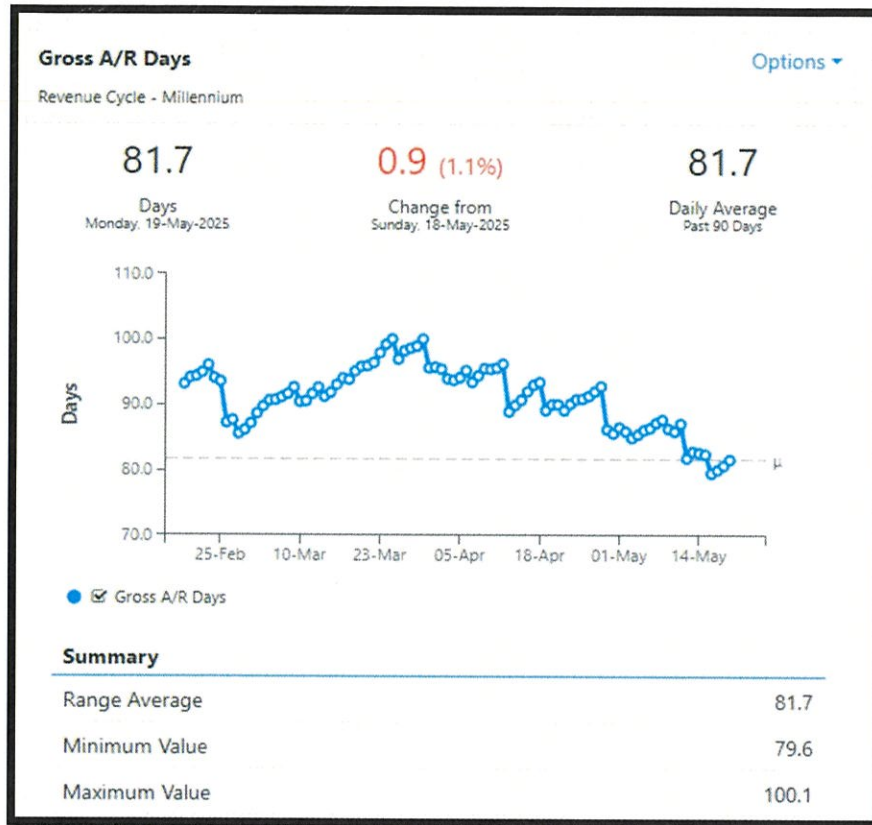 Gross A/R Days
Options
Revenue Cycle - Millennium
81.7
Days
Monday, 19-May-2025
0.9 (1.1%)
Change from
Sunday, 18-May-2025
81.7
Daily Average
Past 90 Days
Days
110.0
100.0
90.0
80.0
70.0
μ
25-Feb 10-Mar 23-Mar 05-Apr 18-Apr 01-May 14-May
Gross A/R Days
Summary
Range Average 81.7
Minimum Value 79.6
Maximum Value 100.1